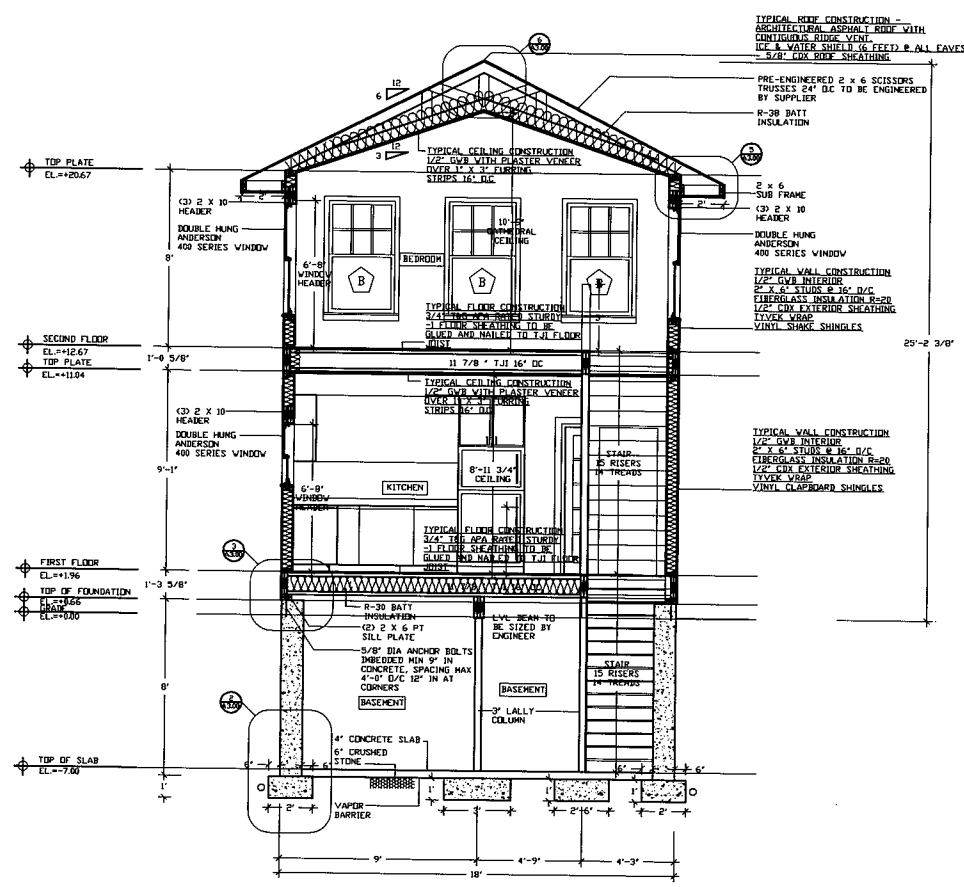 TYPICAL ROOF CONSTRUCTION -
ARCHITECTURAL ASPHALT ROOF WITH
CONTIGUOUS RIDGE VENT.
ICE & WATER SHIELD (6 FEET) @ ALL EAVES
- 5/8" CDX ROOF SHEATHING
6
A3.00
12
6
PRE-ENGINEERED 2 x 6 SCISSORS
TRUSSES 24" O.C TO BE ENGINEERED
BY SUPPLIER
R-38 BATT
INSULATION
12
3
TYPICAL CEILING CONSTRUCTION
1/2" GWB WITH PLASTER VENEER
OVER 1" X 3" FURRING
STRIPS 16" O.C
5
A3.00
TOP PLATE
EL.=+20.67
2'
2'
2 x 6
SUB FRAME
(3) 2 X 10
HEADER
DOUBLE HUNG
ANDERSON
400 SERIES WINDOW
(3) 2 X 10
HEADER
DOUBLE HUNG
ANDERSON
400 SERIES WINDOW
8'
6'-8"
WINDOW
HEADER
BEDROOM
CATHEDRAL
CEILING
B
B
B
TYPICAL WALL CONSTRUCTION
1/2" GWB INTERIOR
2" X 6" STUDS @ 16" O/C
FIBERGLASS INSULATION R=20
1/2" CDX EXTERIOR SHEATHING
TYVEK WRAP
VINYL SHAKE SHINGLES
TYPICAL FLOOR CONSTRUCTION
3/4" T&G APA RATED STURDY
-1 FLOOR SHEATHING TO BE
GLUED AND NAILED TO TJI FLOOR
JOIST
25'-2 3/8"
SECOND FLOOR
EL.=+12.67
1'-0 5/8"
TOP PLATE
EL.=+11.04
11 7/8 " TJI 16" OC
TYPICAL CEILING CONSTRUCTION
1/2" GWB WITH PLASTER VENEER
OVER 1" X 3" FURRING
STRIPS 16" O.C
(3) 2 X 10
HEADER
DOUBLE HUNG
ANDERSON
400 SERIES WINDOW
9'-1"
6'-8"
WINDOW
HEADER
KITCHEN
8'-11 3/4"
CEILING
STAIR
15 RISERS
14 TREADS
TYPICAL WALL CONSTRUCTION
1/2" GWB INTERIOR
2" X 6" STUDS @ 16" O/C
FIBERGLASS INSULATION R=20
1/2" CDX EXTERIOR SHEATHING
TYVEK WRAP
VINYL CLAPBOARD SHINGLES
TYPICAL FLOOR CONSTRUCTION
3/4" T&G APA RATED STURDY
-1 FLOOR SHEATHING TO BE
GLUED AND NAILED TO TJI FLOOR
JOIST
3
A3.00
FIRST FLOOR
EL.=+1.96
1'-3 5/8"
TOP OF FOUNDATION
EL.=+0.66
GRADE
EL.=+0.00
R-30 BATT
INSULATION
(2) 2 X 6 PT
SILL PLATE
5/8" DIA ANCHOR BOLTS
IMBEDDED MIN 9" IN
CONCRETE, SPACING MAX
4'-0" O/C 12" IN AT
CORNERS
LVL BEAM TO
BE SIZED BY
ENGINEER
8'
BASEMENT
BASEMENT
3" LALLY
COLUMN
STAIR
15 RISERS
14 TREADS
2
A3.00
4" CONCRETE SLAB
6" CRUSHED
STONE
TOP OF SLAB
EL.=-7.00
6"
6"
6"
6"
1'
1'
1'
1'
2'
VAPOR
BARRIER
3'
2'-6"
2'
9'
4'-9"
4'-3"
18'